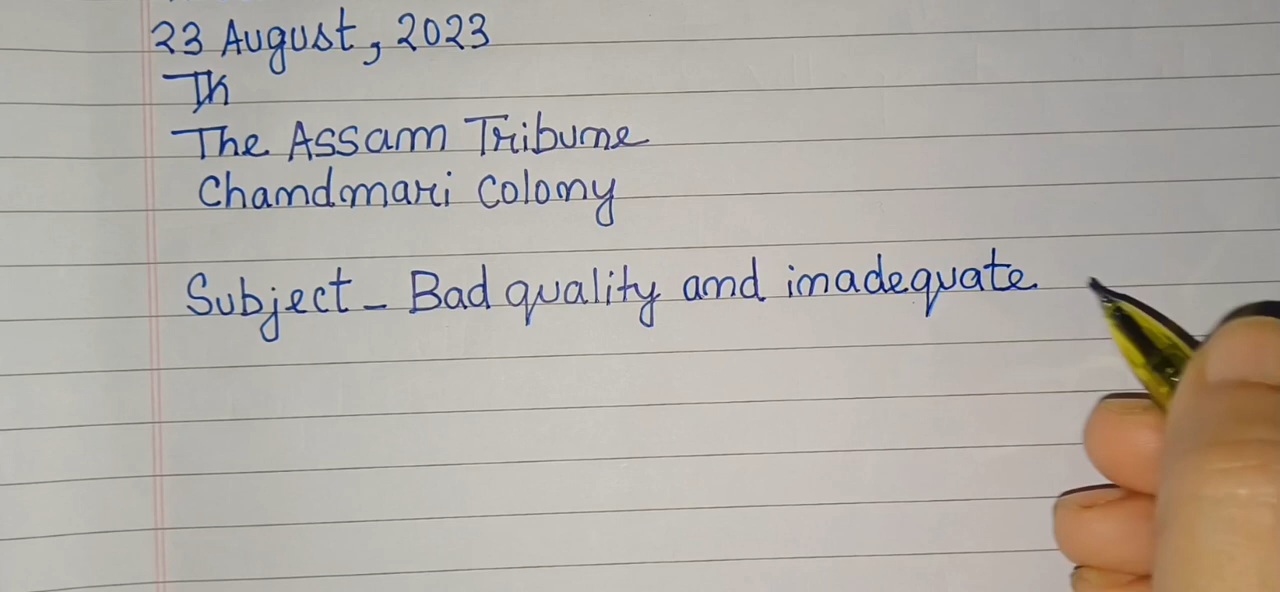 23 August, 2023
Th
The Assam Tribune
Chandmari Colony
Subject - Bad quality and inadequate